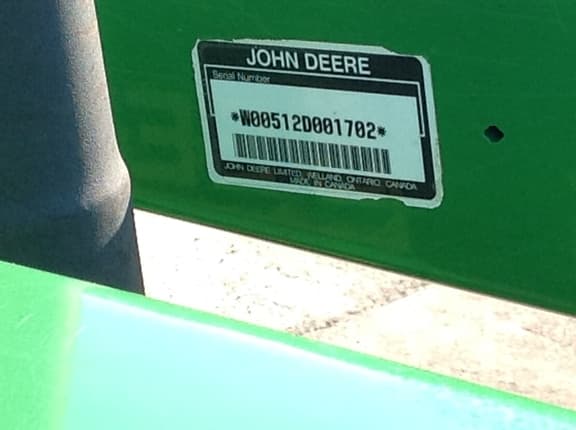 JOHN DEERE
Serial Number
*W00512D001702*
JOHN DEERE LIMITED, WELLAND, ONTARIO, CANADA
MADE IN CANADA